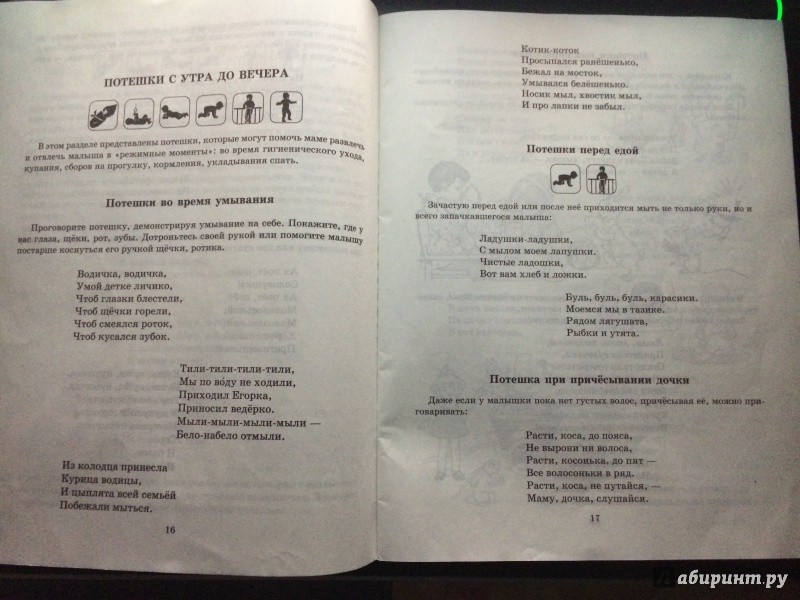 ПОТЕШКИ С УТРА ДО ВЕЧЕРА
В этом разделе представлены потешки, которые могут помочь маме развлечь
и отвлечь малыша в «режимные моменты»: во время гигиенического ухода,
купания, сборов на прогулку, кормления, укладывания спать.
Потешки во время умывания
Проговорите потешку, демонстрируя умывание на себе. Покажите, где у
вас глаза, щёки, рот, зубы. Дотроньтесь своей рукой или помогите малышу
постарше коснуться его ручкой щёчки, ротика.
Водичка, водичка,
Умой детке личико,
Чтоб глазки блестели,
Чтоб щёчки горели,
Чтоб смеялся роток,
Чтоб кусался зубок.
Тили-тили-тили-тили,
Мы по во́ду не ходили,
Приходил Егорка,
Приносил ведёрко.
Мыли-мыли-мыли-мыли —
Бело-набело отмыли.
Из колодца принесла
Курица водицы,
И цыплята всей семьёй
Побежали мыться.
16
Котик-коток
Просыпался ранёшенько,
Бежал на мосток,
Умывался белёшенько.
Носик мыл, хвостик мыл,
И про лапки не забыл.
Потешки перед едой
Зачастую перед едой или после неё приходится мыть не только руки, но и
всего запачкавшегося малыша:
Ладушки-ладушки,
С мылом моем лапушки.
Чистые ладошки,
Вот вам хлеб и ложки.
Буль, буль, буль, карасики.
Моемся мы в тазике.
Рядом лягушата,
Рыбки и утята.
Потешка при причёсывании дочки
Даже если у малышки пока нет густых волос, причёсывая её, можно при-
говаривать:
Расти, коса, до пояса,
Не вырони ни волоса,
Расти, косонька, до пят —
Все волосоньки в ряд.
Расти, коса, не путайся, —
Маму, дочка, слушайся.
17
абиринт.ру